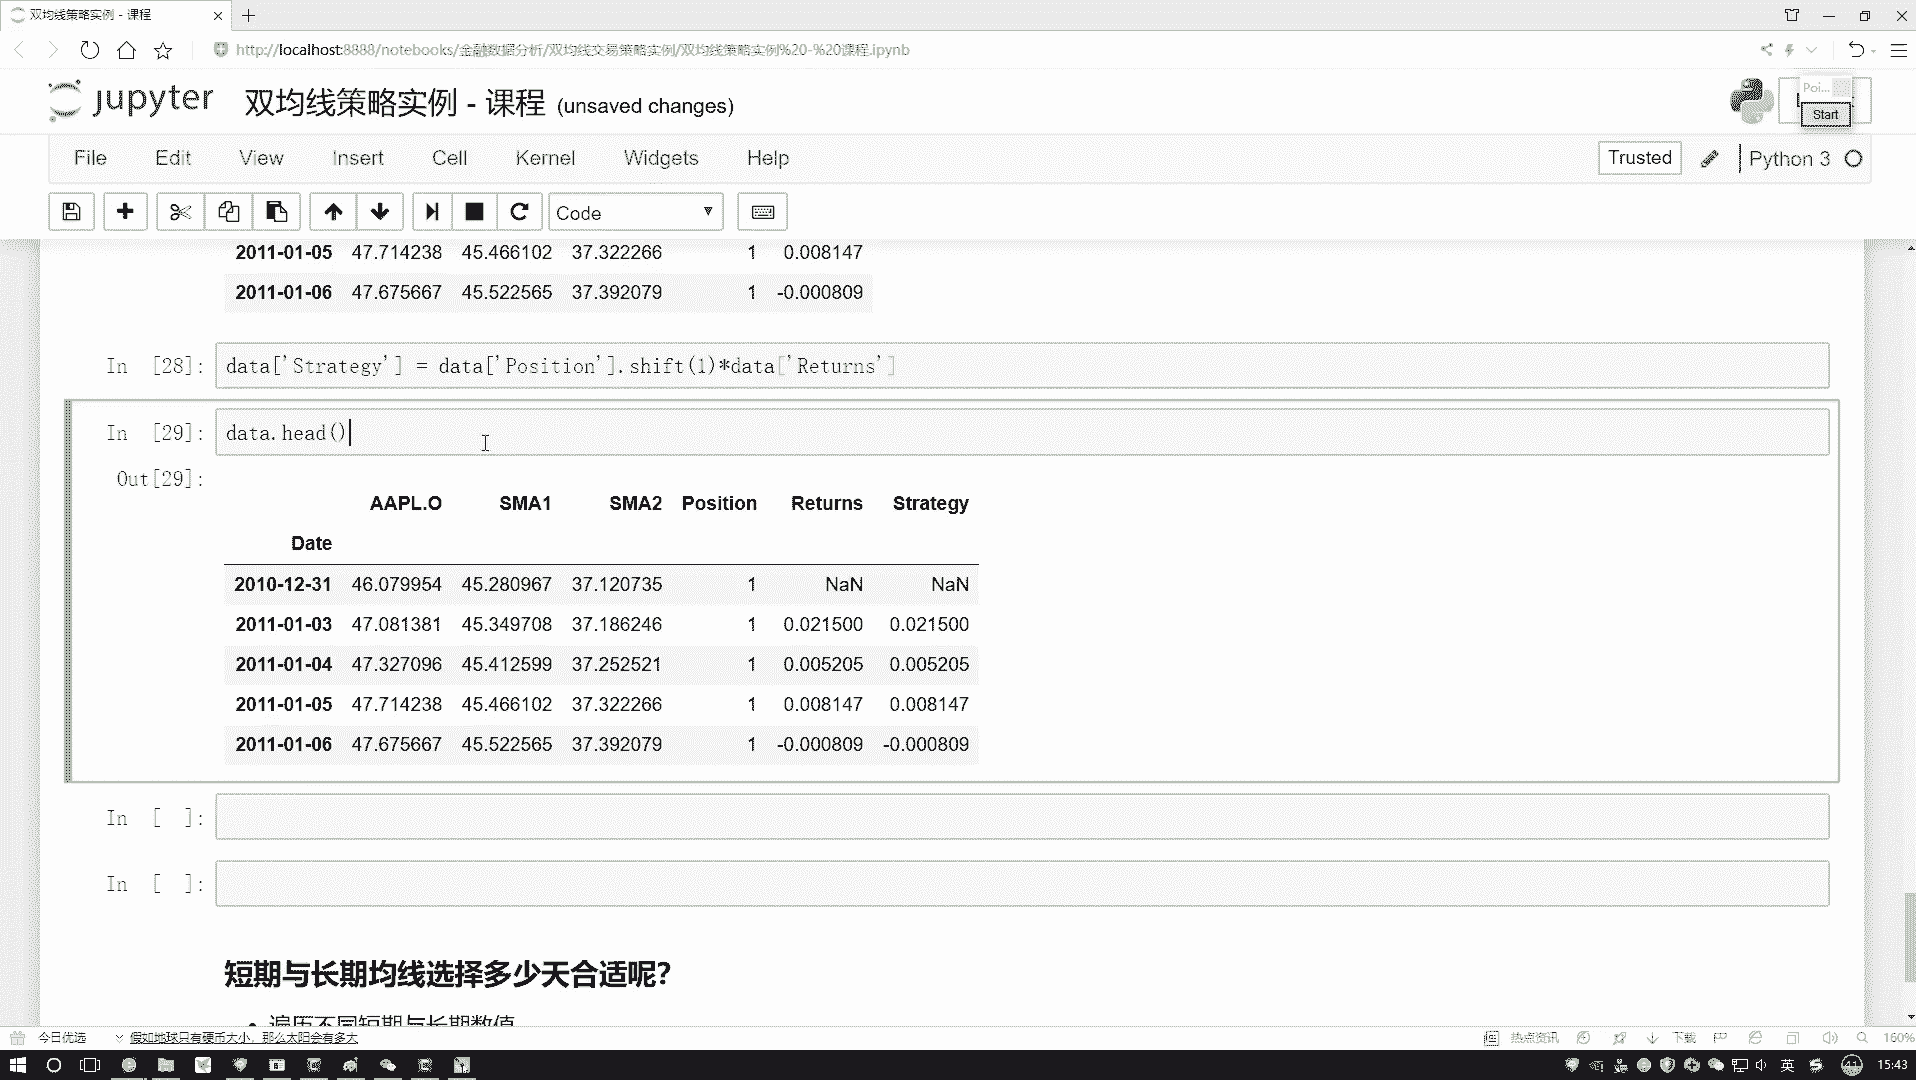 双均线策略实例 - 课程
http://localhost:8888/notebooks/金融数据分析/双均线交易策略实例/双均线策略实例%20-%20课程.ipynb
jupyter 双均线策略实例 - 课程 (unsaved changes)
Poi...
Start
File Edit View Insert Cell Kernel Widgets Help
Trusted Python 3
Code
2011-01-05 47.714238 45.466102 37.322266 1 0.008147
2011-01-06 47.675667 45.522565 37.392079 1 -0.000809
In [28]: data['Strategy'] = data['Position'].shift(1)*data['Returns']
In [29]: data.head()
Out[29]:
AAPL.O SMA1 SMA2 Position Returns Strategy
Date
2010-12-31 46.079954 45.280967 37.120735 1 NaN NaN
2011-01-03 47.081381 45.349708 37.186246 1 0.021500 0.021500
2011-01-04 47.327096 45.412599 37.252521 1 0.005205 0.005205
2011-01-05 47.714238 45.466102 37.322266 1 0.008147 0.008147
2011-01-06 47.675667 45.522565 37.392079 1 -0.000809 -0.000809
In [ ]:
In [ ]:
短期与长期均线选择多少天合适呢?
遍历不同短期与长期数值
今日优选 假如地球只有硬币大小，那么太阳会有多大 热点资讯 下载 160%
英 41 15:43